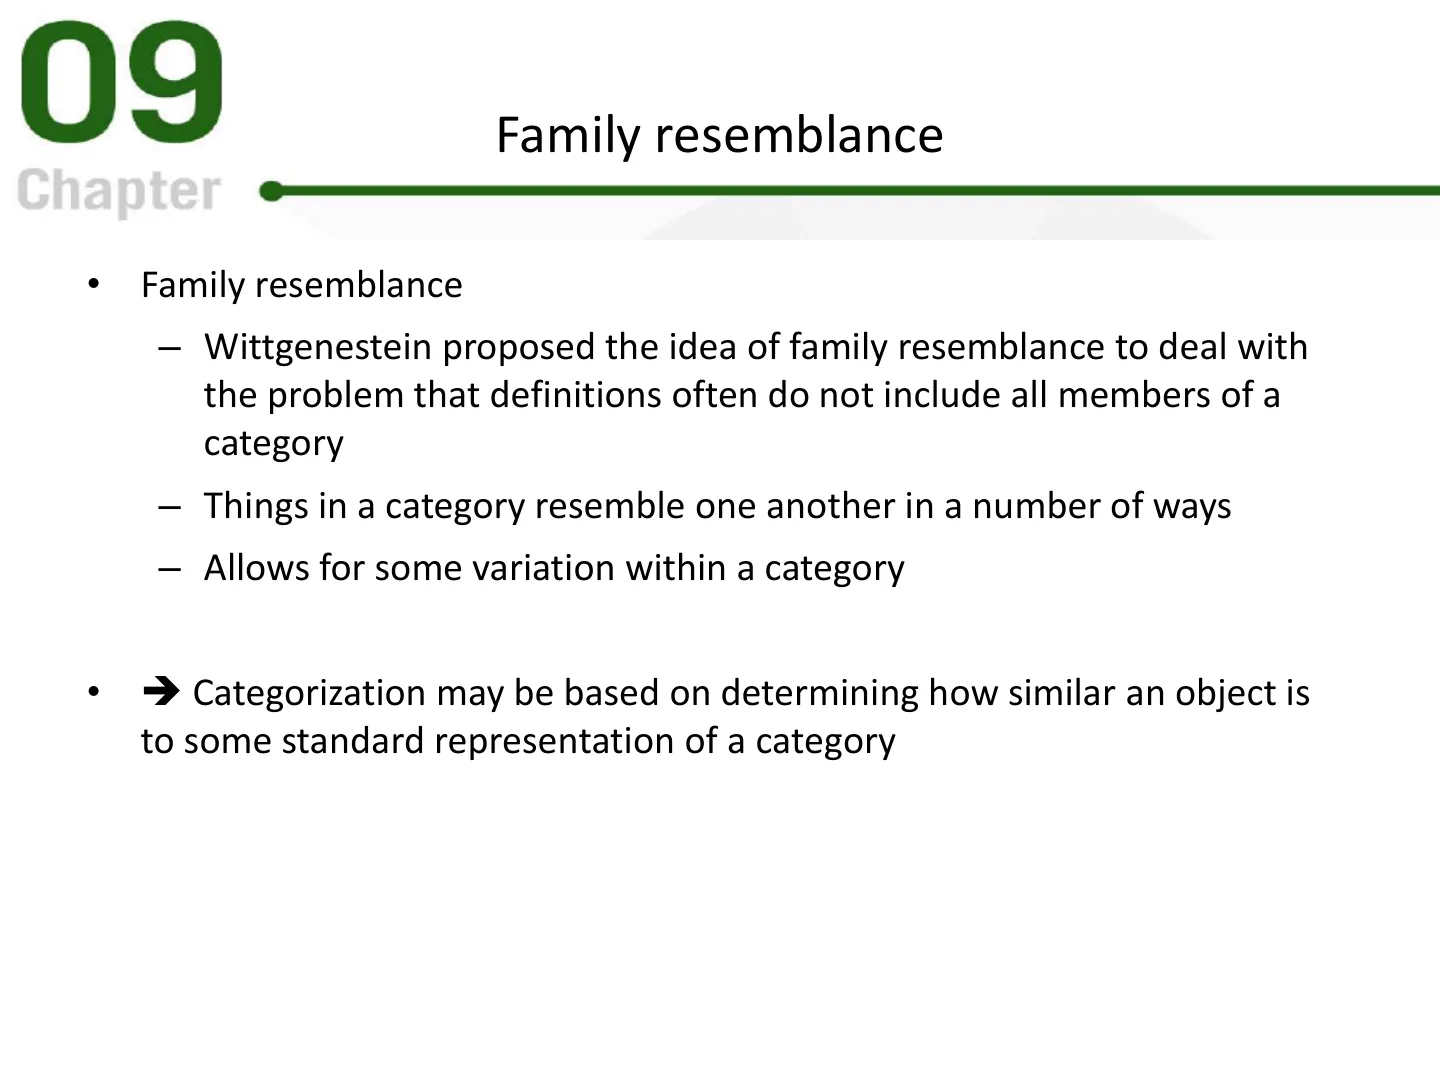 09
Chapter
Family resemblance
• Family resemblance
– Wittgenestein proposed the idea of family resemblance to deal with
the problem that definitions often do not include all members of a
category
– Things in a category resemble one another in a number of ways
– Allows for some variation within a category
• ➔ Categorization may be based on determining how similar an object is
to some standard representation of a category